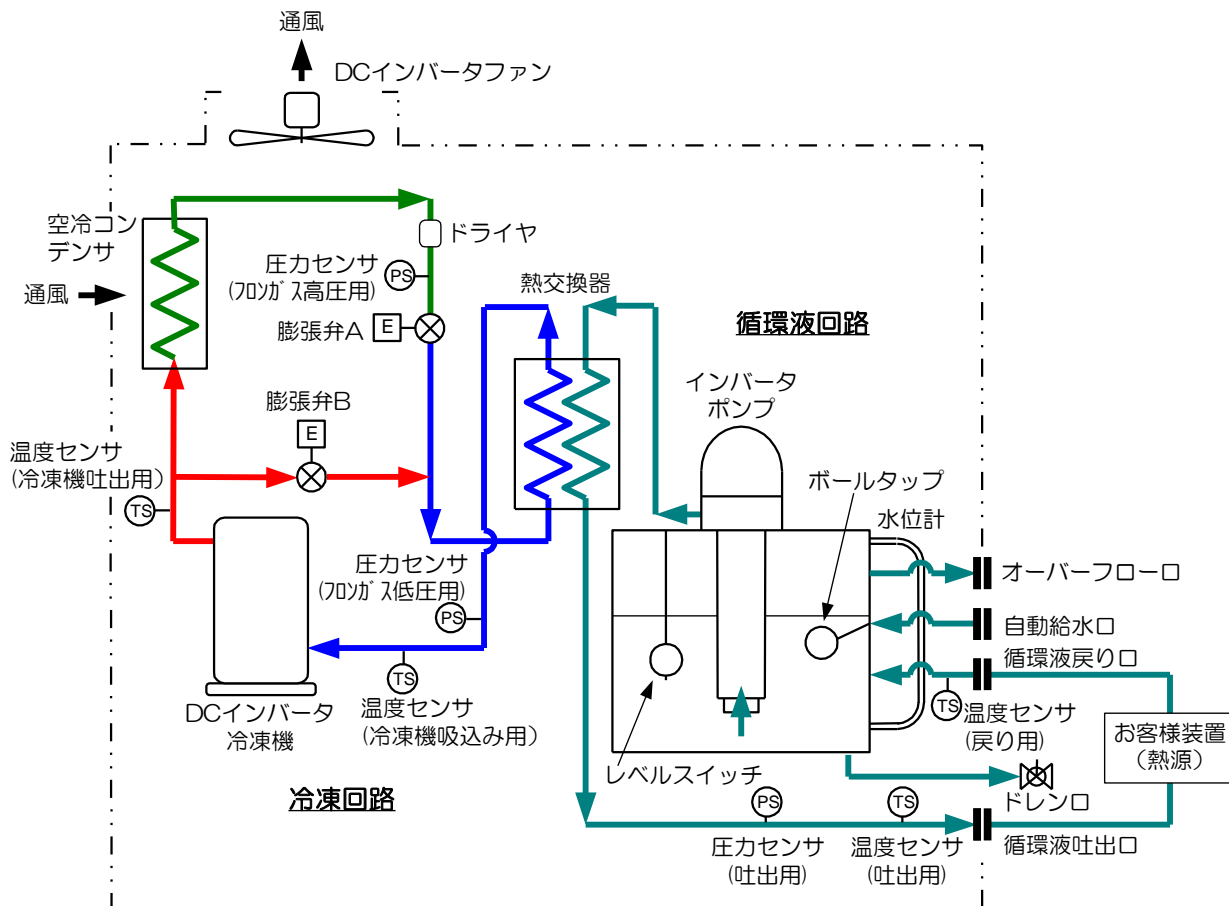 通風
DCインバータファン
空冷コン
デンサ
ドライヤ
圧力センサ
(フロンガス高圧用)
PS
通風
膨張弁A
E
熱交換器
循環液回路
インバータ
ポンプ
膨張弁B
E
温度センサ
(冷凍機吐出用)
TS
ボールタップ
水位計
圧力センサ
(フロンガス低圧用)
PS
オーバーフロー口
自動給水口
循環液戻り口
TS
DCインバータ
冷凍機
温度センサ
(冷凍機吸込み用)
TS
温度センサ
(戻り用)
お客様装置
(熱源)
レベルスイッチ
冷凍回路
ドレン口
PS
TS
圧力センサ
(吐出用)
温度センサ
(吐出用)
循環液吐出口